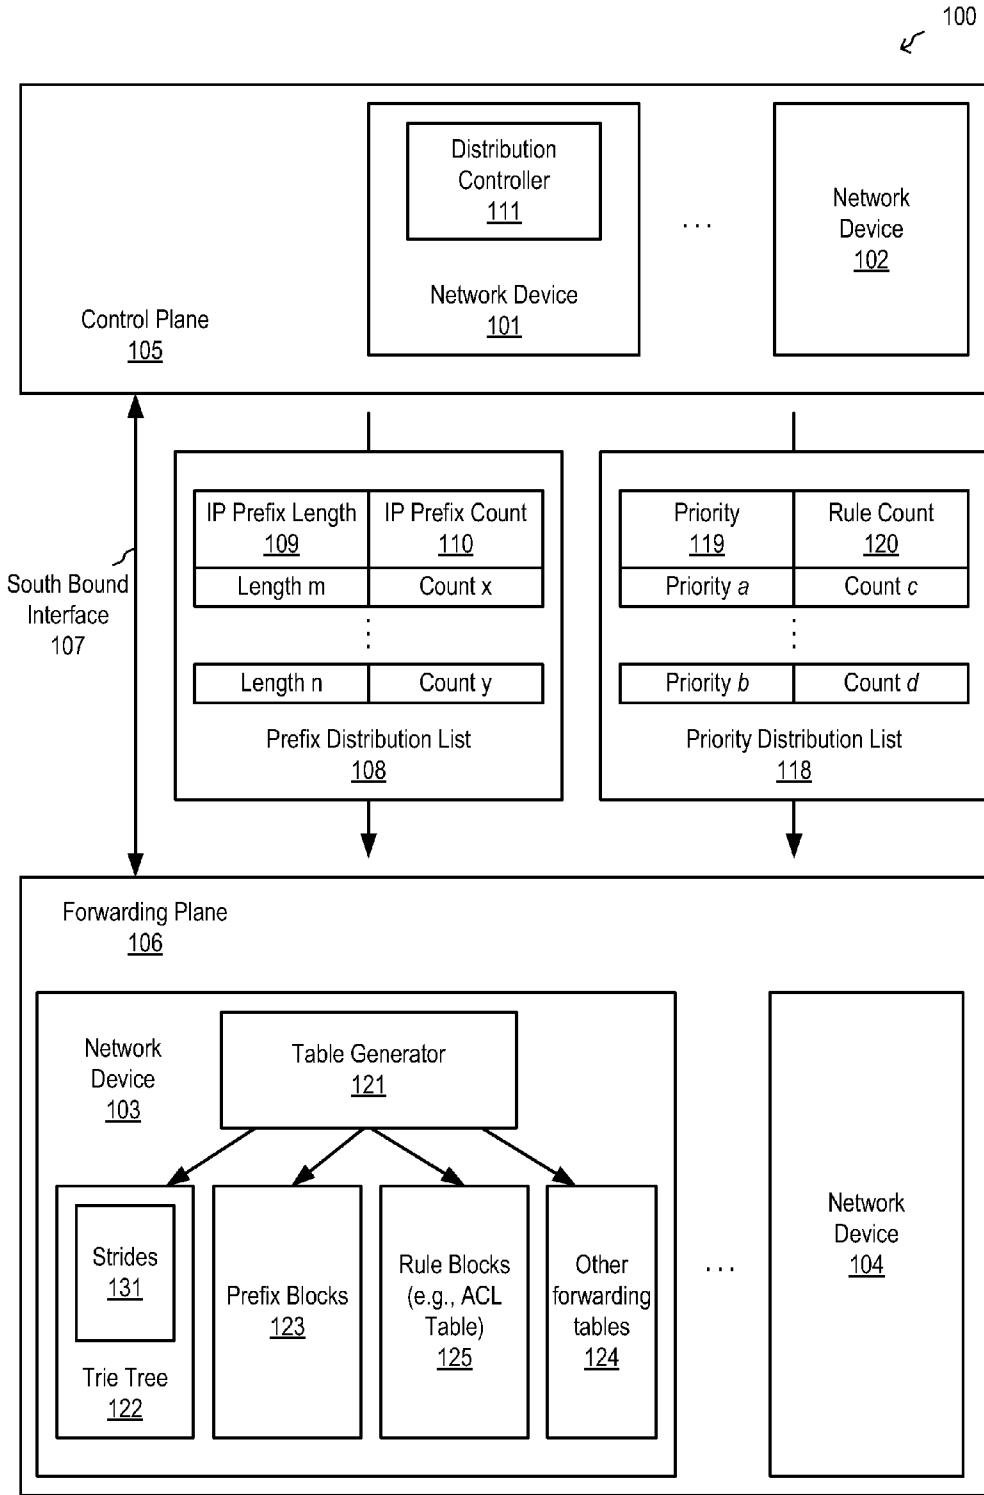 100
Distribution
Controller
111
Network Device
101
. . .
Network
Device
102
Control Plane
105
South Bound
Interface
107
IP Prefix Length
109
IP Prefix Count
110
Length m
Count x
Length n
Count y
Prefix Distribution List
108
Priority
119
Rule Count
120
Priority a
Count c
Priority b
Count d
Priority Distribution List
118
Forwarding Plane
106
Network
Device
103
Table Generator
121
Strides
131
Trie Tree
122
Prefix Blocks
123
Rule Blocks
(e.g., ACL
Table)
125
Other
forwarding
tables
124
. . .
Network
Device
104